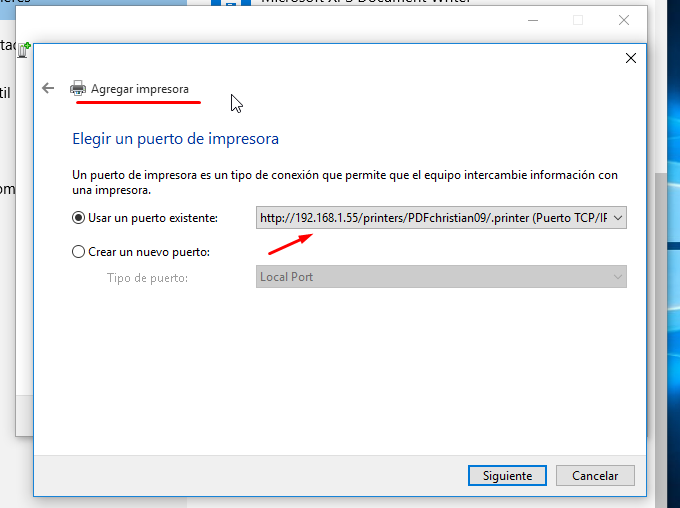 Microsoft XPS Document Writer
Agregar impresora
Elegir un puerto de impresora
Un puerto de impresora es un tipo de conexión que permite que el equipo intercambie información con
una impresora.
Usar un puerto existente:
http://192.168.1.55/printers/PDFchristian09/.printer (Puerto TCP/IP
Crear un nuevo puerto:
Tipo de puerto:
Local Port
Siguiente
Cancelar